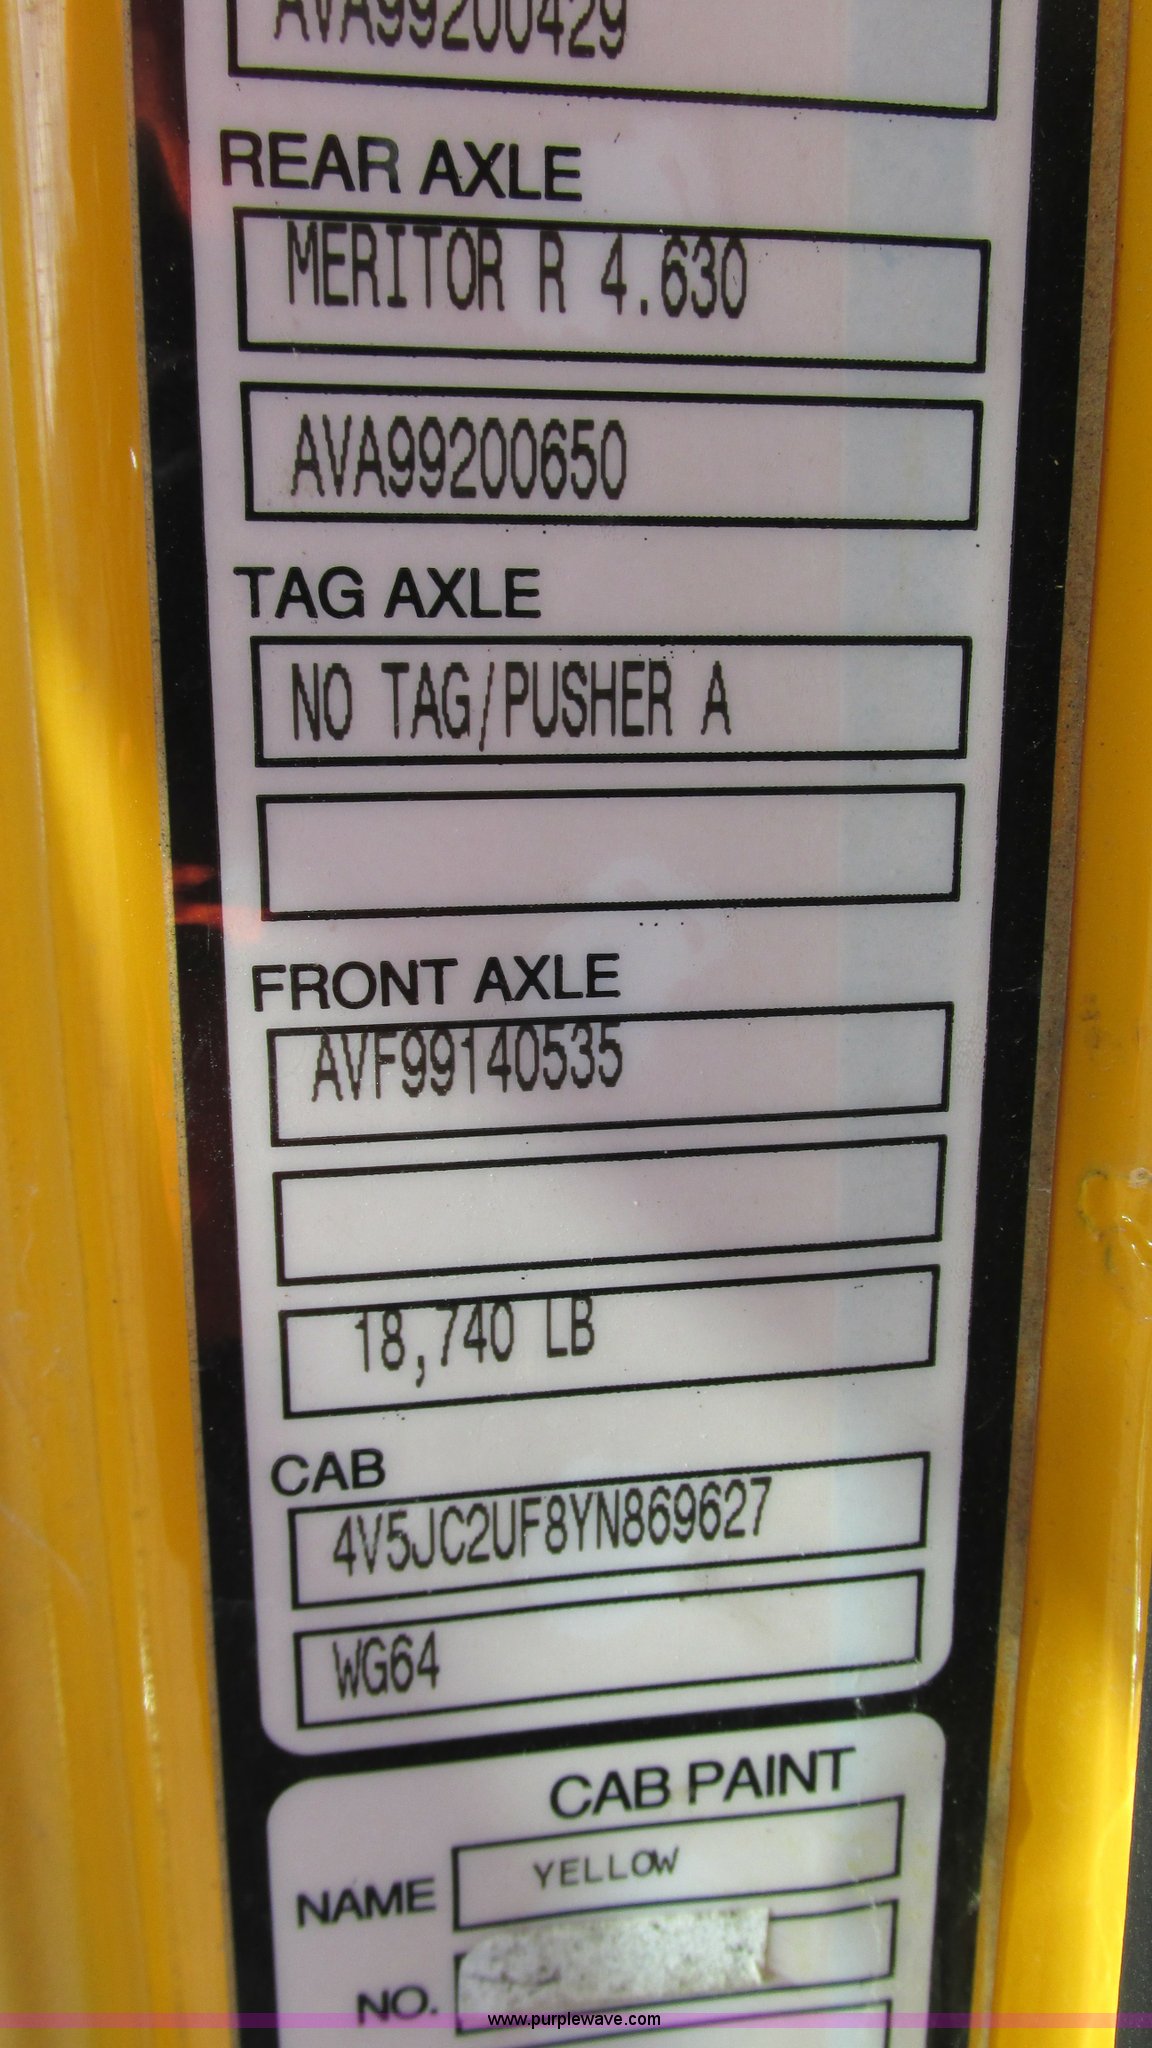 AVA99200429
REAR AXLE
MERITOR R 4.630
AVA99200650
TAG AXLE
NO TAG/PUSHER A
FRONT AXLE
AVF99140535
18,740 LB
CAB
4V5JC2UF8YN869627
WG64
CAB PAINT
NAME YELLOW
NO.
www.purplewave.com